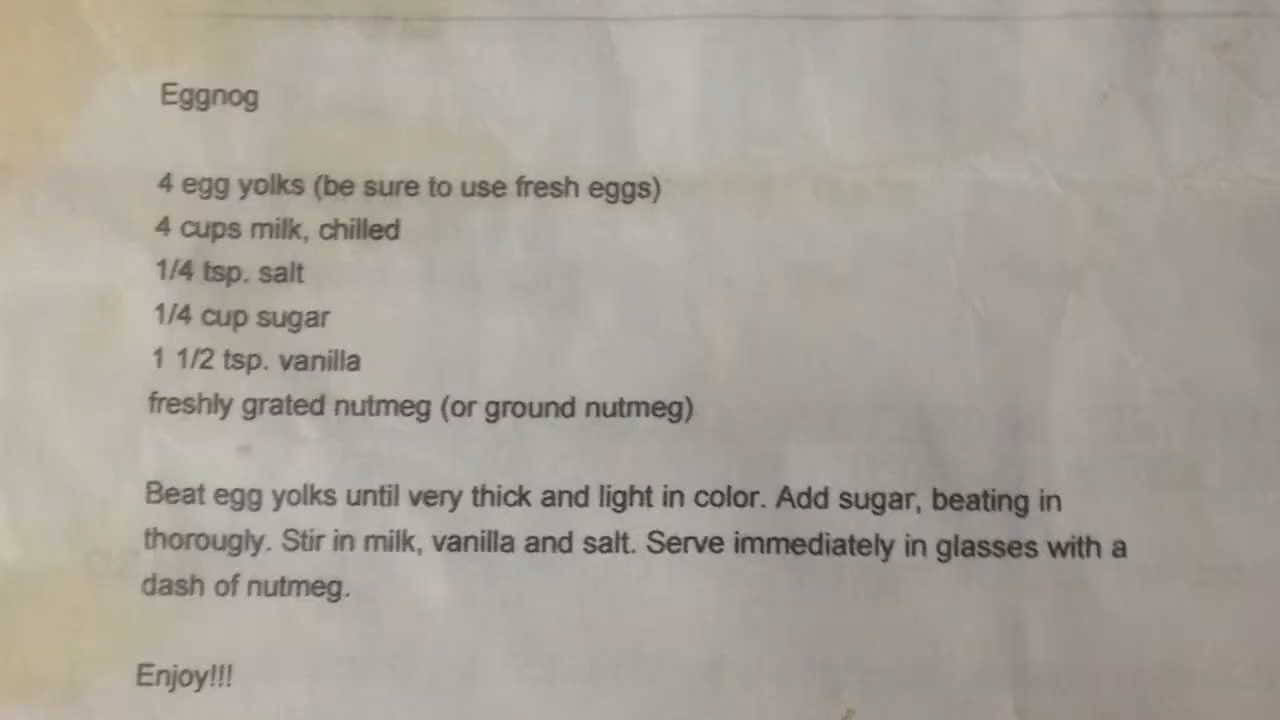 Eggnog
4 egg yolks (be sure to use fresh eggs)
4 cups milk, chilled
1/4 tsp. salt
1/4 cup sugar
1 1/2 tsp. vanilla
freshly grated nutmeg (or ground nutmeg)
Beat egg yolks until very thick and light in color. Add sugar, beating in
thorougly. Stir in milk, vanilla and salt. Serve immediately in glasses with a
dash of nutmeg.
Enjoy!!!